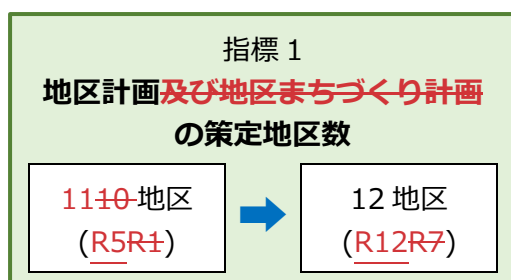 指標1
地区計画及び地区まちづくり計画
の策定地区数
1110地区
(R5R1)
12地区
(R12R7)